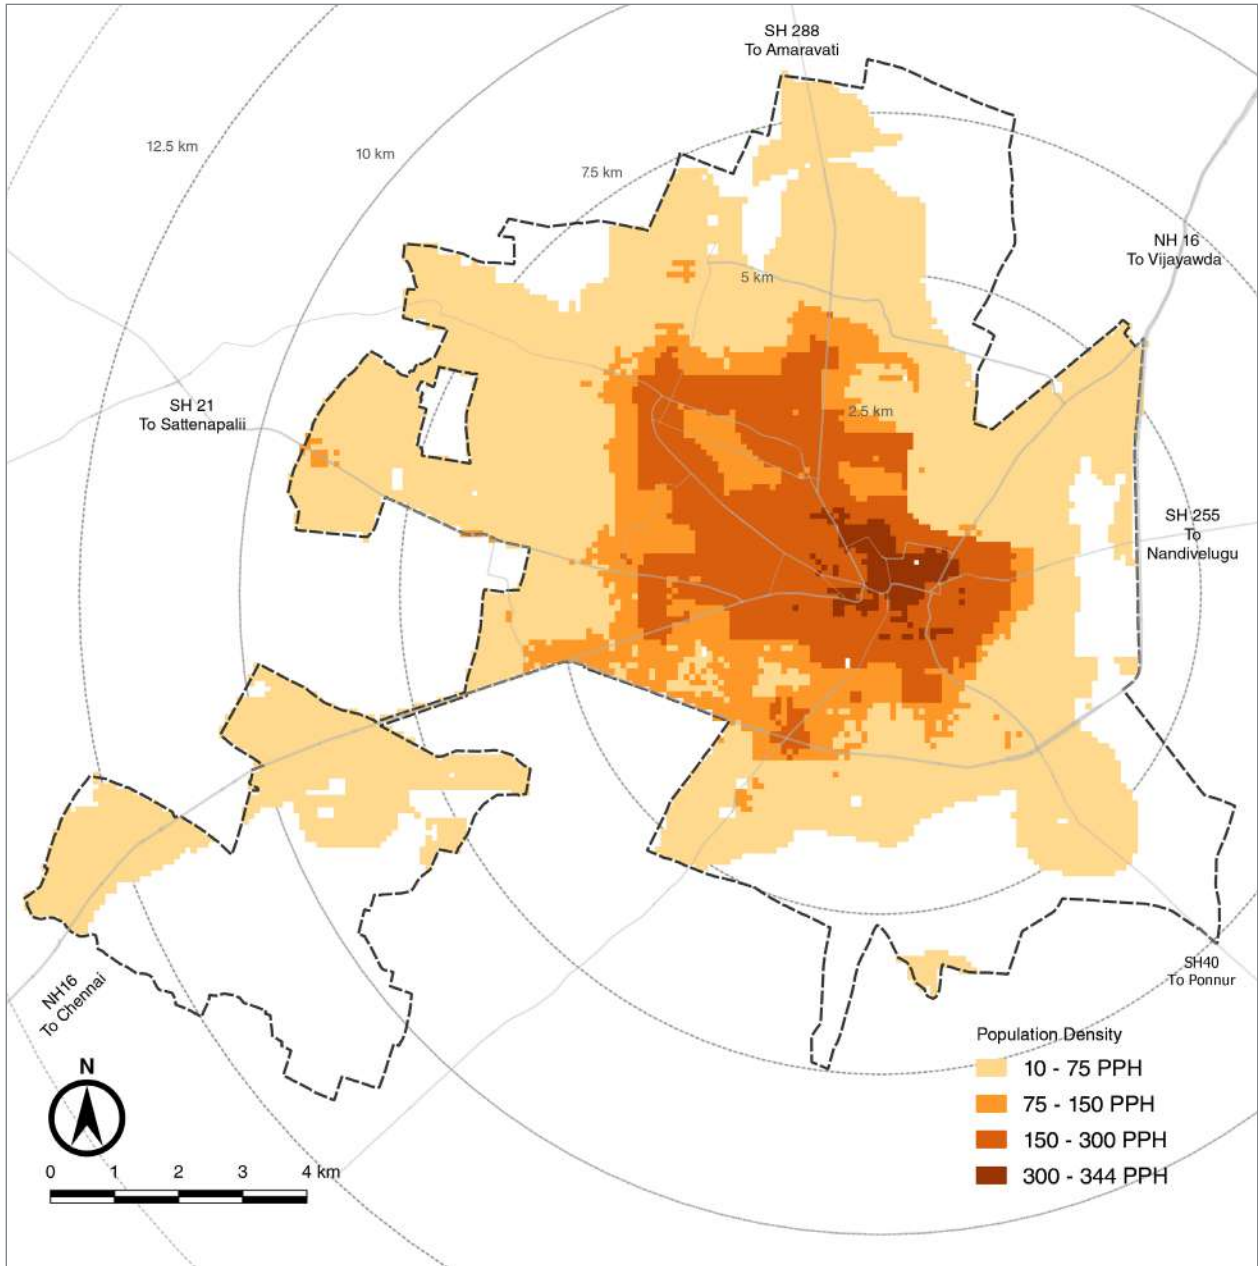 SH 288
To Amaravati
12.5 km
10 km
7.5 km
NH 16
To Vijayawda
5 km
SH 21
To Sattenapalii
2.5 km
SH 255
To
Nandivelugu
SH40
To Ponnur
NH16
To Chennai
Population Density
10 - 75 PPH
75 - 150 PPH
150 - 300 PPH
300 - 344 PPH
N
0 1 2 3 4 km